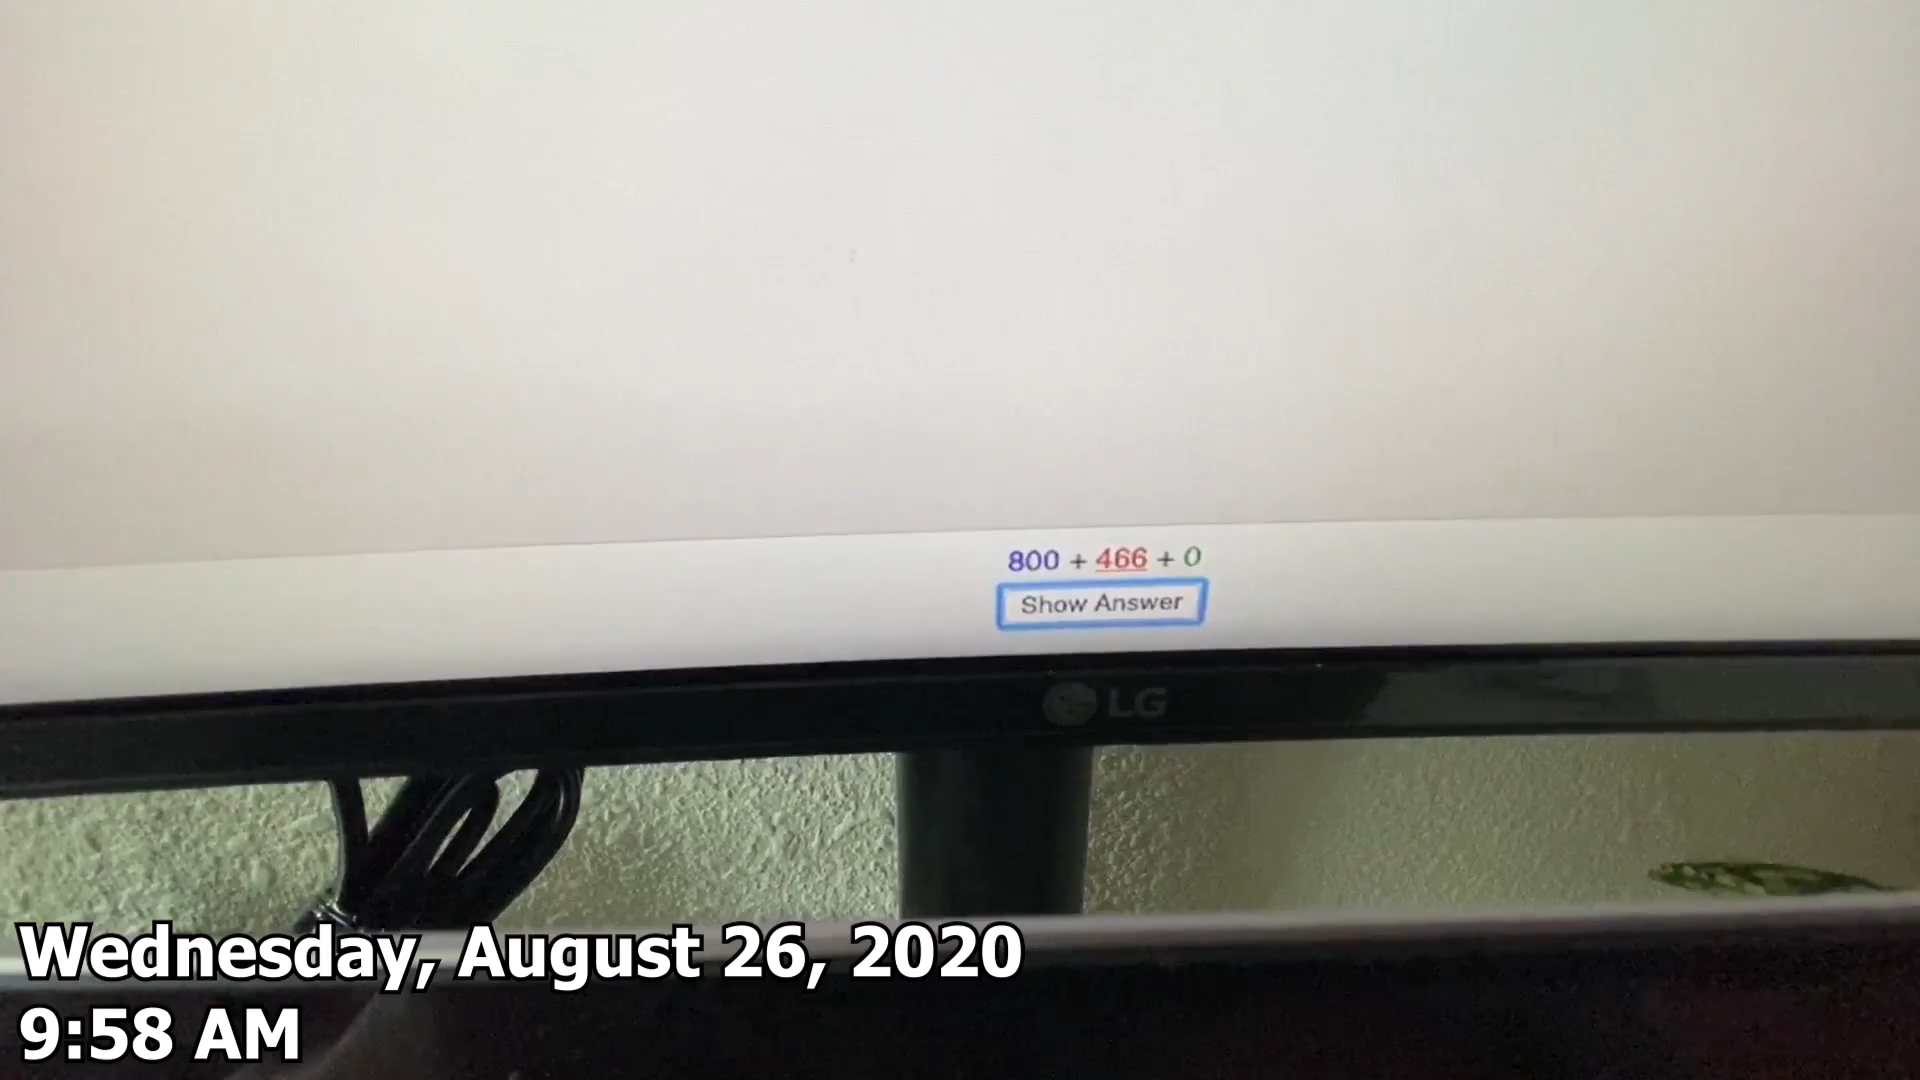 800 + 466 + 0
Show Answer
LG
Wednesday, August 26, 2020
9:58 AM